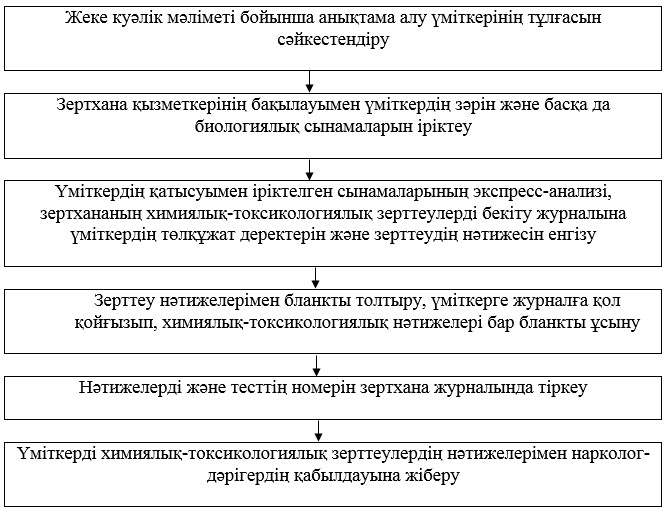 Жеке куәлік мәліметі бойынша анықтама алу үміткерінің тұлғасын
сәйкестендіру
Зертхана қызметкерінің бақылауымен үміткердің зәрін және басқа да
биологиялық сынамаларын іріктеу
Үміткердің қатысуымен іріктелген сынамаларының экспресс-анализі,
зертхананың химиялық-токсикологиялық зерттеулерді бекіту журналына
үміткердің төлқұжат деректерін және зерттеудің нәтижесін енгізу
Зерттеу нәтижелерімен бланкты толтыру, үміткерге журналға қол
қойғызып, химиялық-токсикологиялық нәтижелері бар бланкты ұсыну
Нәтижелерді және тесттің номерін зертхана журналында тіркеу
Үміткерді химиялық-токсикологиялық зерттеулердің нәтижелерімен нарколог-
дәрігердің қабылдауына жіберу